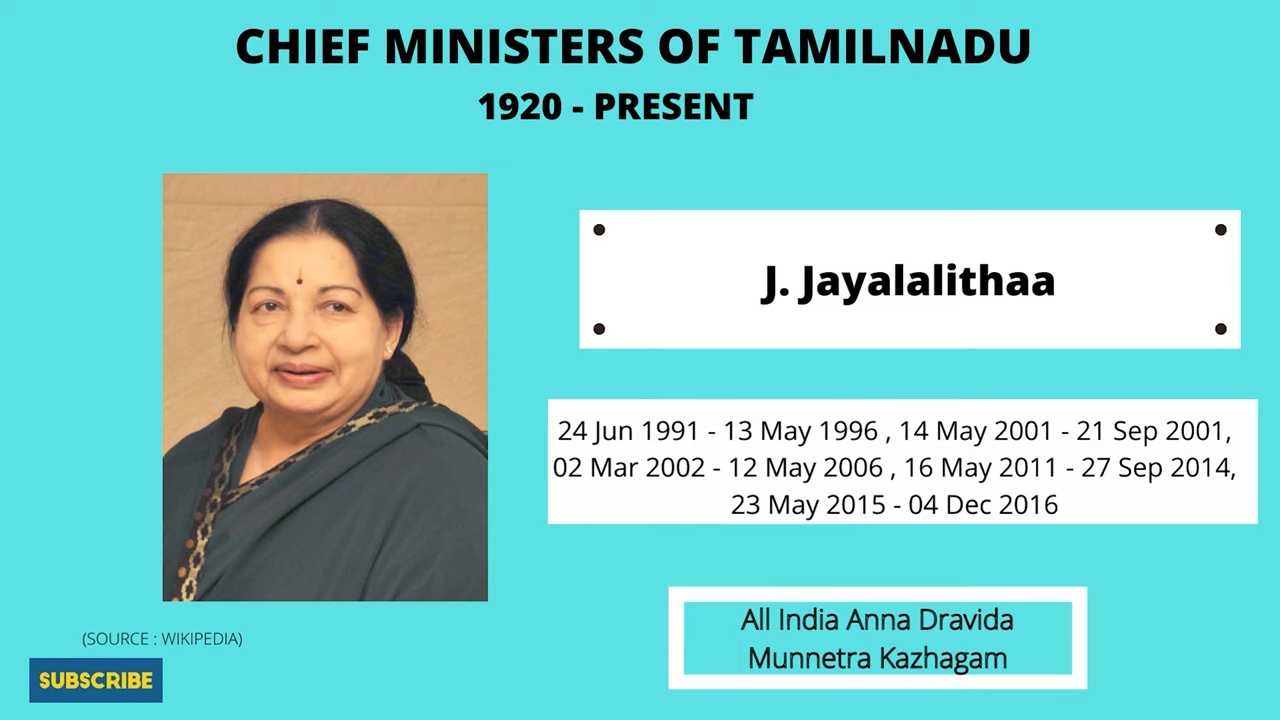 CHIEF MINISTERS OF TAMILNADU
1920 - PRESENT
J. Jayalalithaa
24 Jun 1991 - 13 May 1996 , 14 May 2001 - 21 Sep 2001,
02 Mar 2002 - 12 May 2006 , 16 May 2011 - 27 Sep 2014,
23 May 2015 - 04 Dec 2016
All India Anna Dravida
Munnetra Kazhagam
(SOURCE : WIKIPEDIA)
SUBSCRIBE